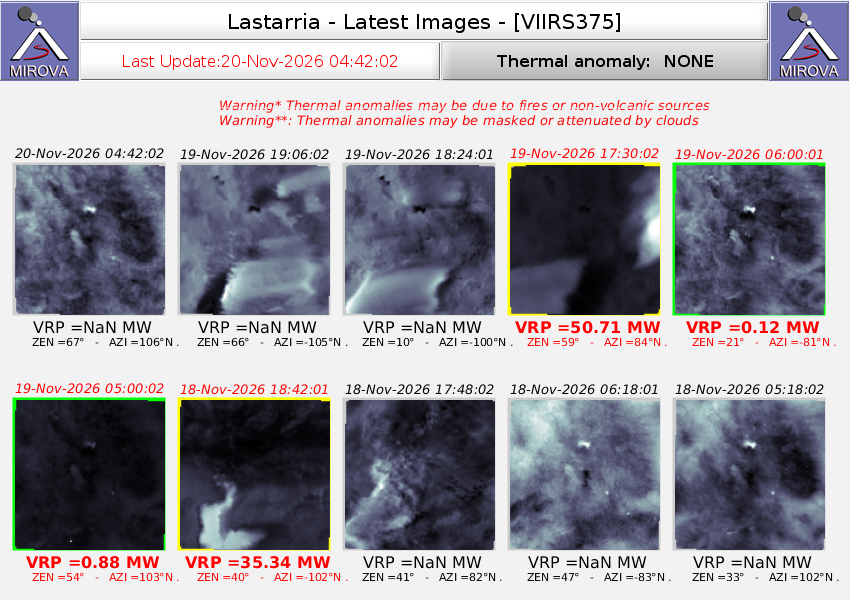 MIROVA
Lastarria - Latest Images - [VIIRS375]
MIROVA
Last Update:20-Nov-2026 04:42:02
Thermal anomaly: NONE
Warning* Thermal anomalies may be due to fires or non-volcanic sources
Warning**: Thermal anomalies may be masked or attenuated by clouds
20-Nov-2026 04:42:02 19-Nov-2026 19:06:02 19-Nov-2026 18:24:01 19-Nov-2026 17:30:02 19-Nov-2026 06:00:01
VRP =NaN MW VRP =NaN MW VRP =NaN MW VRP =50.71 MW VRP =0.12 MW
ZEN =67° - AZI =106°N . ZEN =66° - AZI =-105°N . ZEN =10° - AZI =-100°N . ZEN =59° - AZI =84°N . ZEN =21° - AZI =-81°N .
19-Nov-2026 05:00:02 18-Nov-2026 18:42:01 18-Nov-2026 17:48:02 18-Nov-2026 06:18:01 18-Nov-2026 05:18:02
VRP =0.88 MW VRP =35.34 MW VRP =NaN MW VRP =NaN MW VRP =NaN MW
ZEN =54° - AZI =103°N . ZEN =40° - AZI =-102°N . ZEN =41° - AZI =82°N . ZEN =47° - AZI =-83°N . ZEN =33° - AZI =102°N .